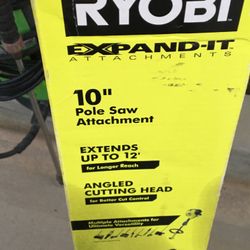 RYOBI
EXPAND-IT
ATTACHMENTS
10"
Pole Saw
Attachment
EXTENDS
UP TO 12'
for Longer Reach
ANGLED
CUTTING HEAD
for Better Cut Control
Multiple Attachments for
Ultimate Versatility